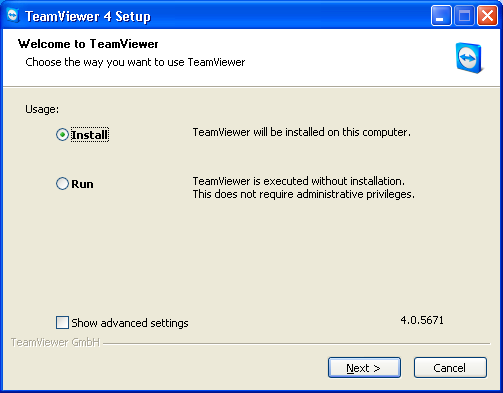 TeamViewer 4 Setup
Welcome to TeamViewer
Choose the way you want to use TeamViewer
Usage:
Install
TeamViewer will be installed on this computer.
Run
TeamViewer is executed without installation.
This does not require administrative privileges.
Show advanced settings
4.0.5671
TeamViewer GmbH
Next >
Cancel